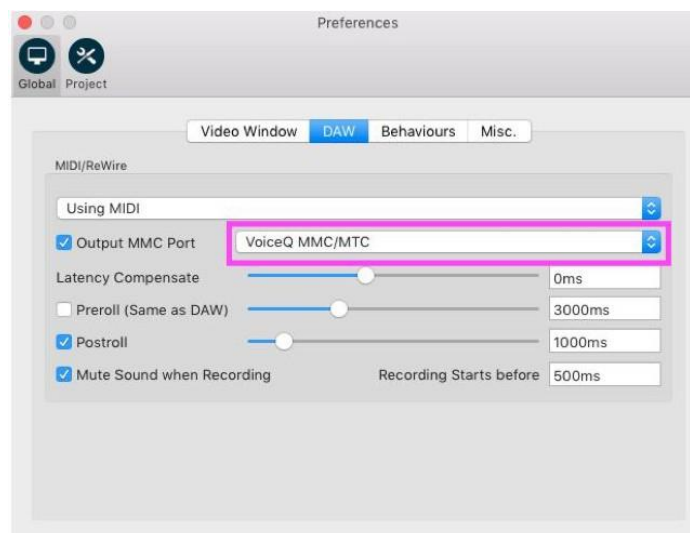 Preferences
Global Project
Video Window DAW Behaviours Misc.
MIDI/ReWire
Using MIDI
Output MMC Port VoiceQ MMC/MTC
Latency Compensate 0ms
Preroll (Same as DAW) 3000ms
Postroll 1000ms
Mute Sound when Recording Recording Starts before 500ms